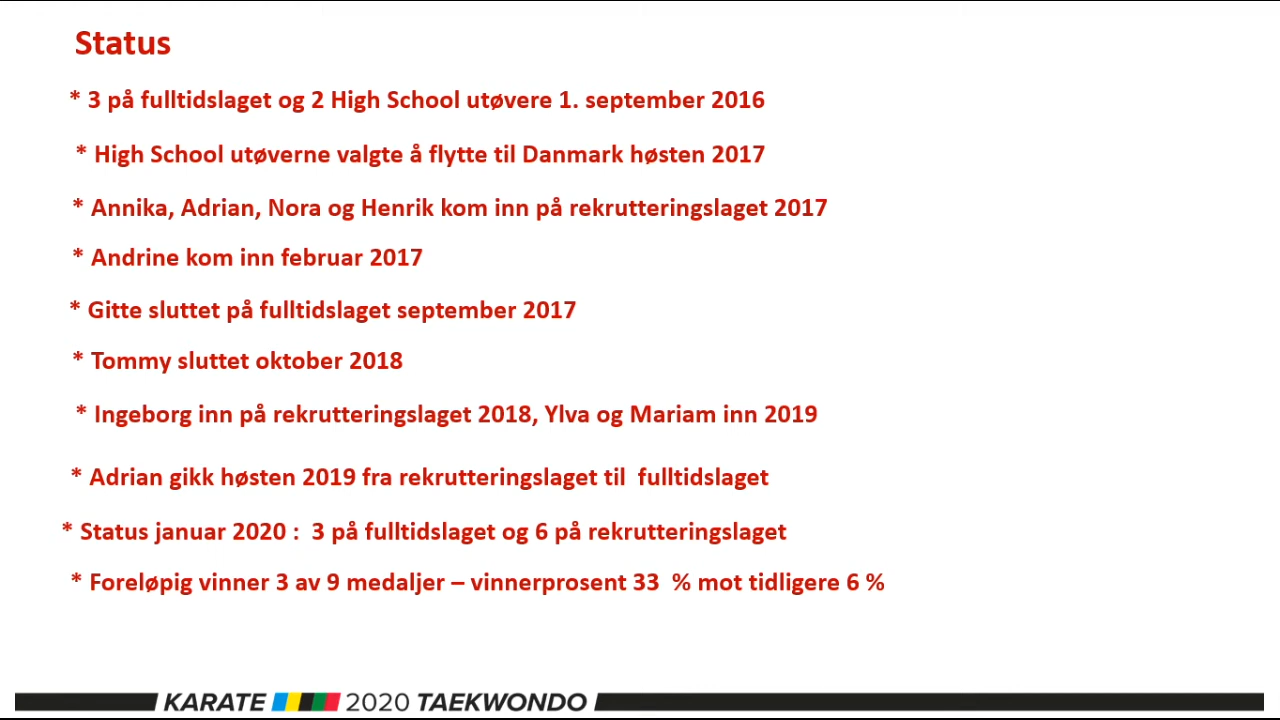 Status
* 3 på fulltidslaget og 2 High School utøvere 1. september 2016
* High School utøverne valgte å flytte til Danmark høsten 2017
* Annika, Adrian, Nora og Henrik kom inn på rekrutteringslaget 2017
* Andrine kom inn februar 2017
* Gitte sluttet på fulltidslaget september 2017
* Tommy sluttet oktober 2018
* Ingeborg inn på rekrutteringslaget 2018, Ylva og Mariam inn 2019
* Adrian gikk høsten 2019 fra rekrutteringslaget til  fulltidslaget
* Status januar 2020 :  3 på fulltidslaget og 6 på rekrutteringslaget
* Foreløpig vinner 3 av 9 medaljer – vinnerprosent 33  % mot tidligere 6 %
KARATE 2020 TAEKWONDO